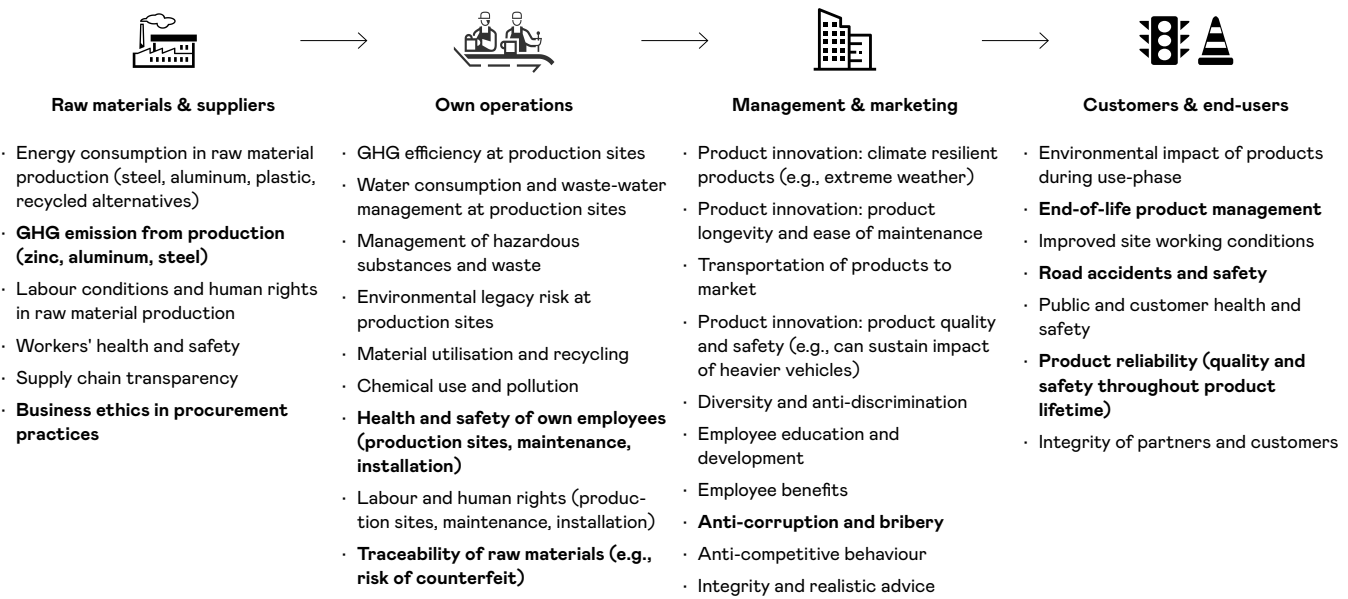 Raw materials & suppliers
· Energy consumption in raw material
production (steel, aluminum, plastic,
recycled alternatives)
· GHG emission from production
(zinc, aluminum, steel)
· Labour conditions and human rights
in raw material production
· Workers' health and safety
· Supply chain transparency
· Business ethics in procurement
practices
Own operations
· GHG efficiency at production sites
· Water consumption and waste-water
management at production sites
· Management of hazardous
substances and waste
· Environmental legacy risk at
production sites
· Material utilisation and recycling
· Chemical use and pollution
· Health and safety of own employees
(production sites, maintenance,
installation)
· Labour and human rights (produc-
tion sites, maintenance, installation)
· Traceability of raw materials (e.g.,
risk of counterfeit)
Management & marketing
· Product innovation: climate resilient
products (e.g., extreme weather)
· Product innovation: product
longevity and ease of maintenance
· Transportation of products to
market
· Product innovation: product quality
and safety (e.g., can sustain impact
of heavier vehicles)
· Diversity and anti-discrimination
· Employee education and
development
· Employee benefits
· Anti-corruption and bribery
· Anti-competitive behaviour
· Integrity and realistic advice
Customers & end-users
· Environmental impact of products
during use-phase
· End-of-life product management
· Improved site working conditions
· Road accidents and safety
· Public and customer health and
safety
· Product reliability (quality and
safety throughout product
lifetime)
· Integrity of partners and customers